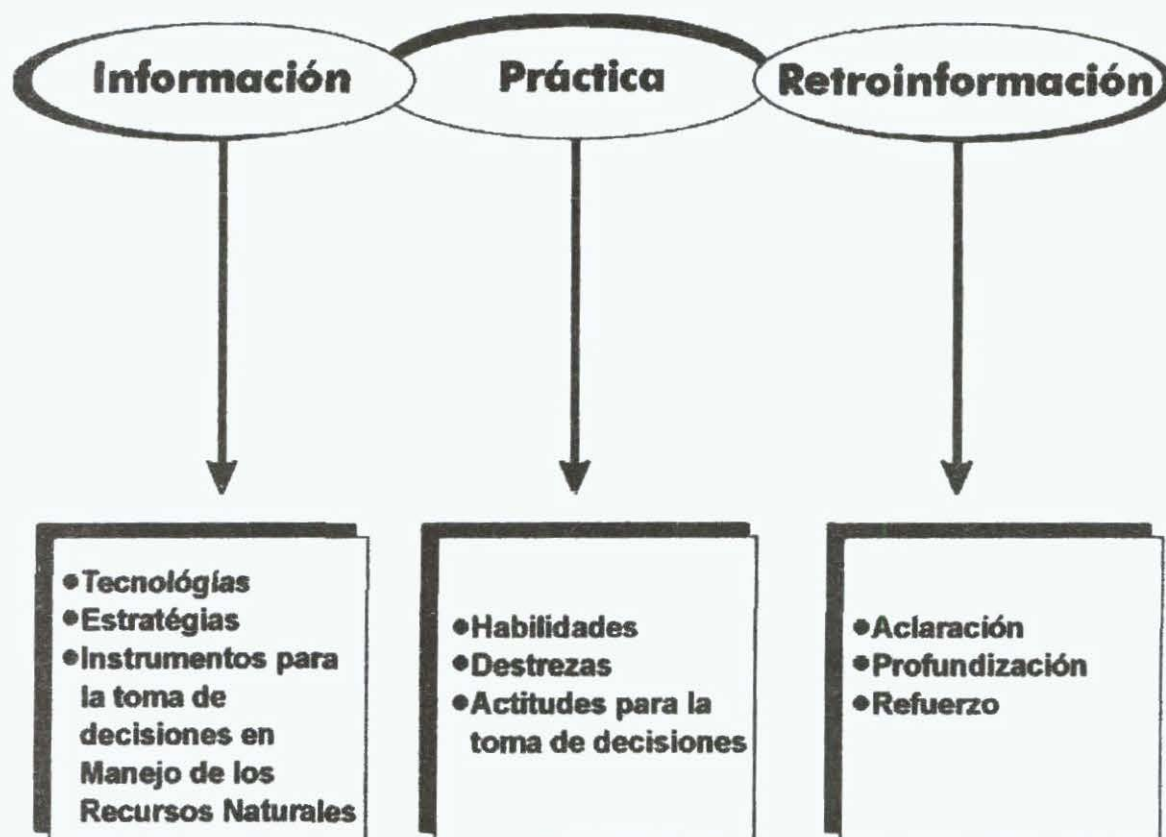 Información
Práctica
Retroinformación
●Tecnológías
●Estratégias
●Instrumentos para
la toma de
decisiones en
Manejo de los
Recursos Naturales
●Habilidades
●Destrezas
●Actitudes para la
toma de decisiones
●Aclaración
●Profundización
●Refuerzo